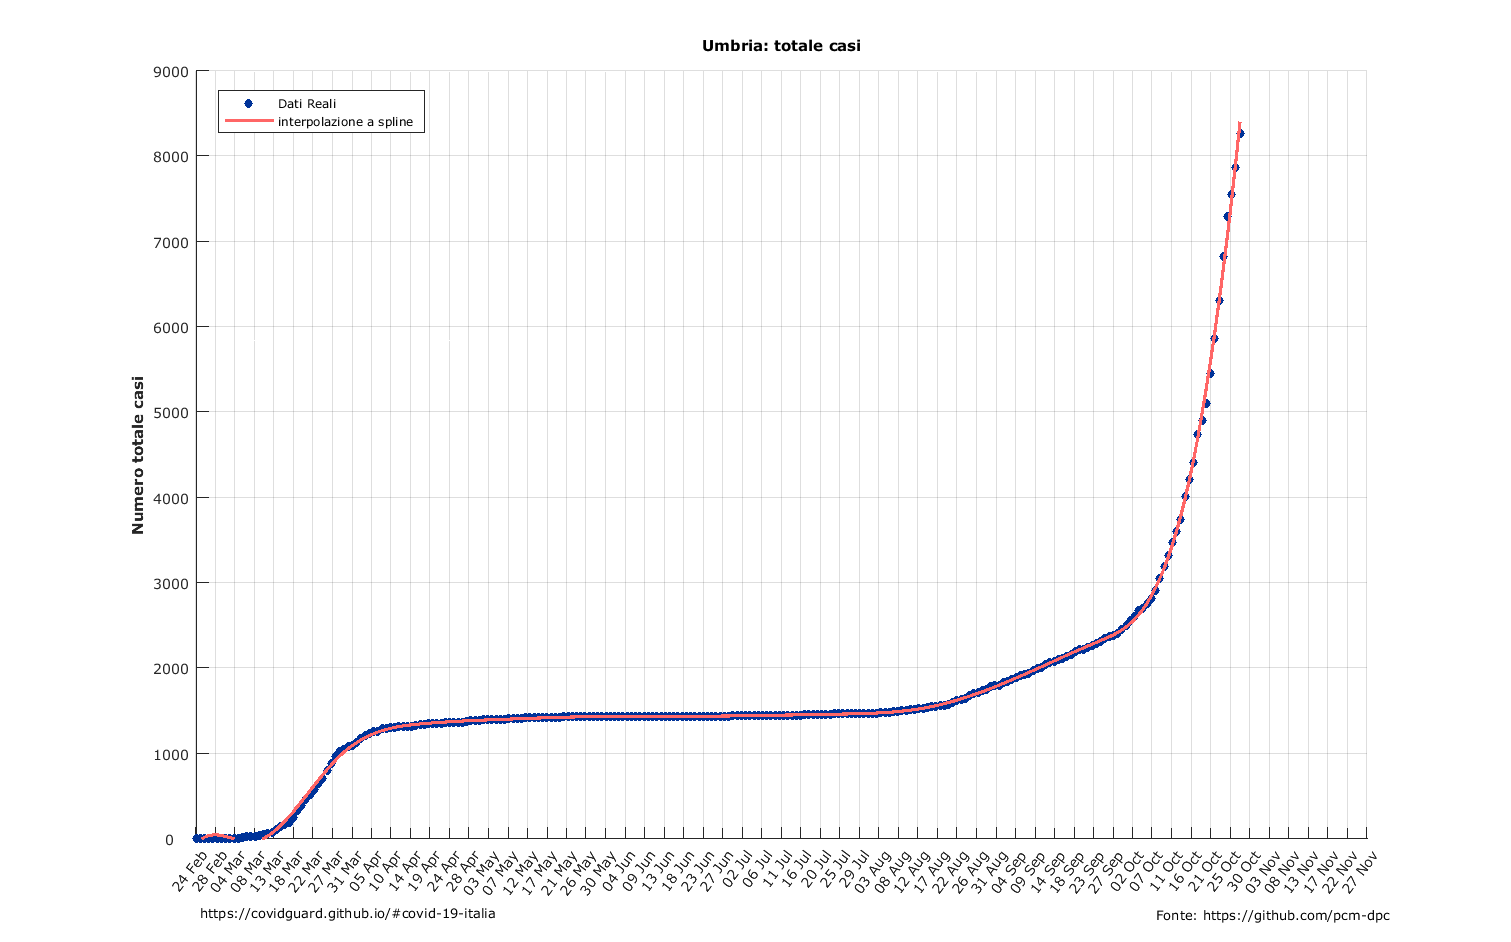 Umbria: totale casi
9000
8000
7000
6000
5000
4000
3000
2000
1000
0
Dati Reali
interpolazione a spline
Numero totale casi
24 Feb
28 Feb
04 Mar
08 Mar
13 Mar
18 Mar
22 Mar
27 Mar
31 Mar
05 Apr
10 Apr
14 Apr
19 Apr
24 Apr
28 Apr
03 May
07 May
12 May
17 May
21 May
26 May
30 May
04 Jun
09 Jun
13 Jun
18 Jun
23 Jun
27 Jun
02 Jul
06 Jul
11 Jul
16 Jul
20 Jul
25 Jul
29 Jul
03 Aug
08 Aug
12 Aug
17 Aug
22 Aug
26 Aug
31 Aug
04 Sep
09 Sep
14 Sep
18 Sep
23 Sep
27 Sep
02 Oct
07 Oct
11 Oct
16 Oct
21 Oct
25 Oct
30 Oct
03 Nov
08 Nov
13 Nov
17 Nov
22 Nov
27 Nov
https://covidguard.github.io/#covid-19-italia
Fonte: https://github.com/pcm-dpc